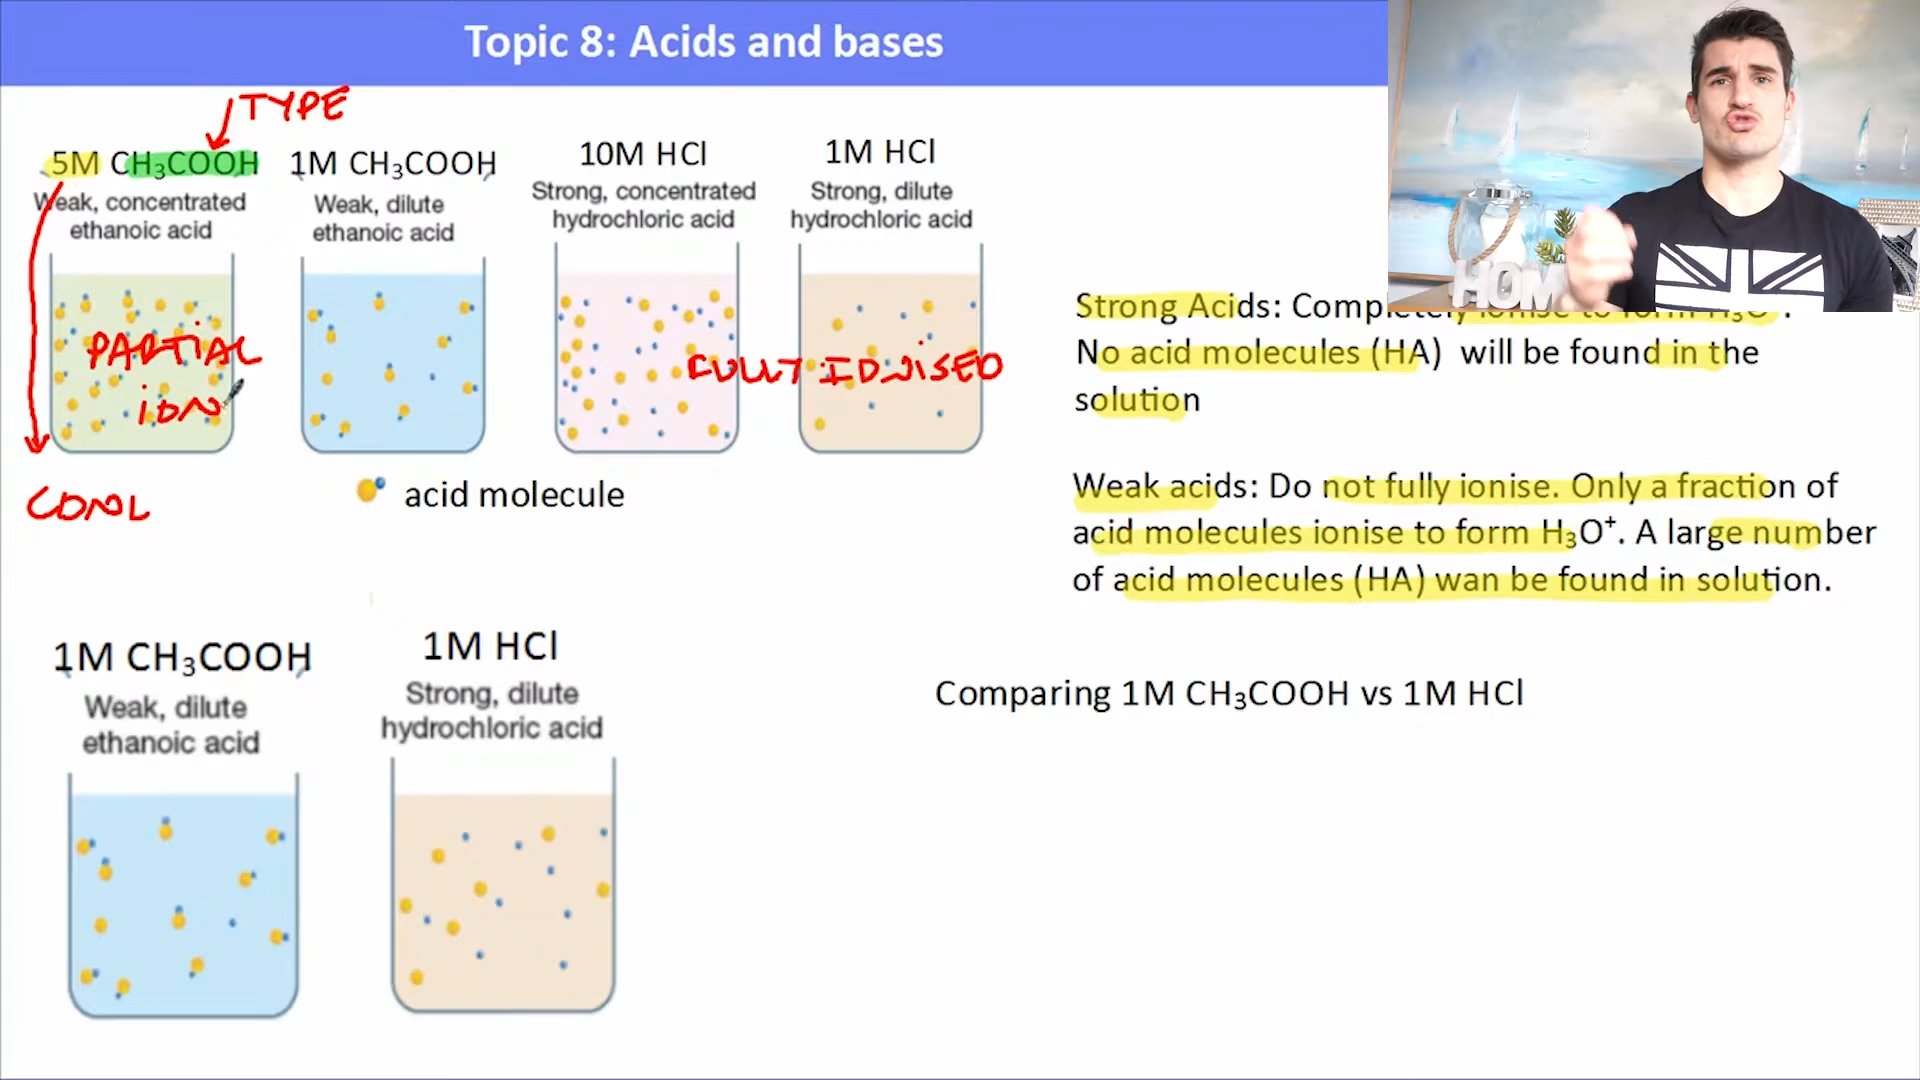 Topic 8: Acids and bases
TYPE
5M CH₃COOH
Weak, concentrated
ethanoic acid
1M CH₃COOH
Weak, dilute
ethanoic acid
10M HCl
Strong, concentrated
hydrochloric acid
1M HCl
Strong, dilute
hydrochloric acid
PARTIAL
ION
FULLY IONISED
CONC
acid molecule
HOM
Strong Acids: Completely ionise to form H₃O⁺.
No acid molecules (HA) will be found in the
solution
Weak acids: Do not fully ionise. Only a fraction of
acid molecules ionise to form H₃O⁺. A large number
of acid molecules (HA) wan be found in solution.
1M CH₃COOH
Weak, dilute
ethanoic acid
1M HCl
Strong, dilute
hydrochloric acid
Comparing 1M CH₃COOH vs 1M HCl